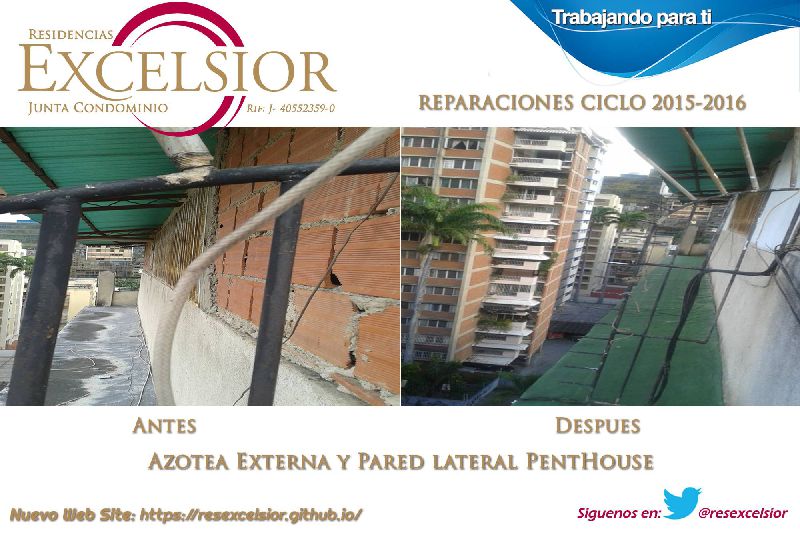 RESIDENCIAS
EXCELSIOR
JUNTA CONDOMINIO
RIF: J- 40552359-0
Trabajando para ti
REPARACIONES CICLO 2015-2016
ANTES
DESPUES
AZOTEA EXTERNA Y PARED LATERAL PENTHOUSE
Nuevo Web Site: https://resexcelsior.github.io/
Siguenos en:
@resexcelsior